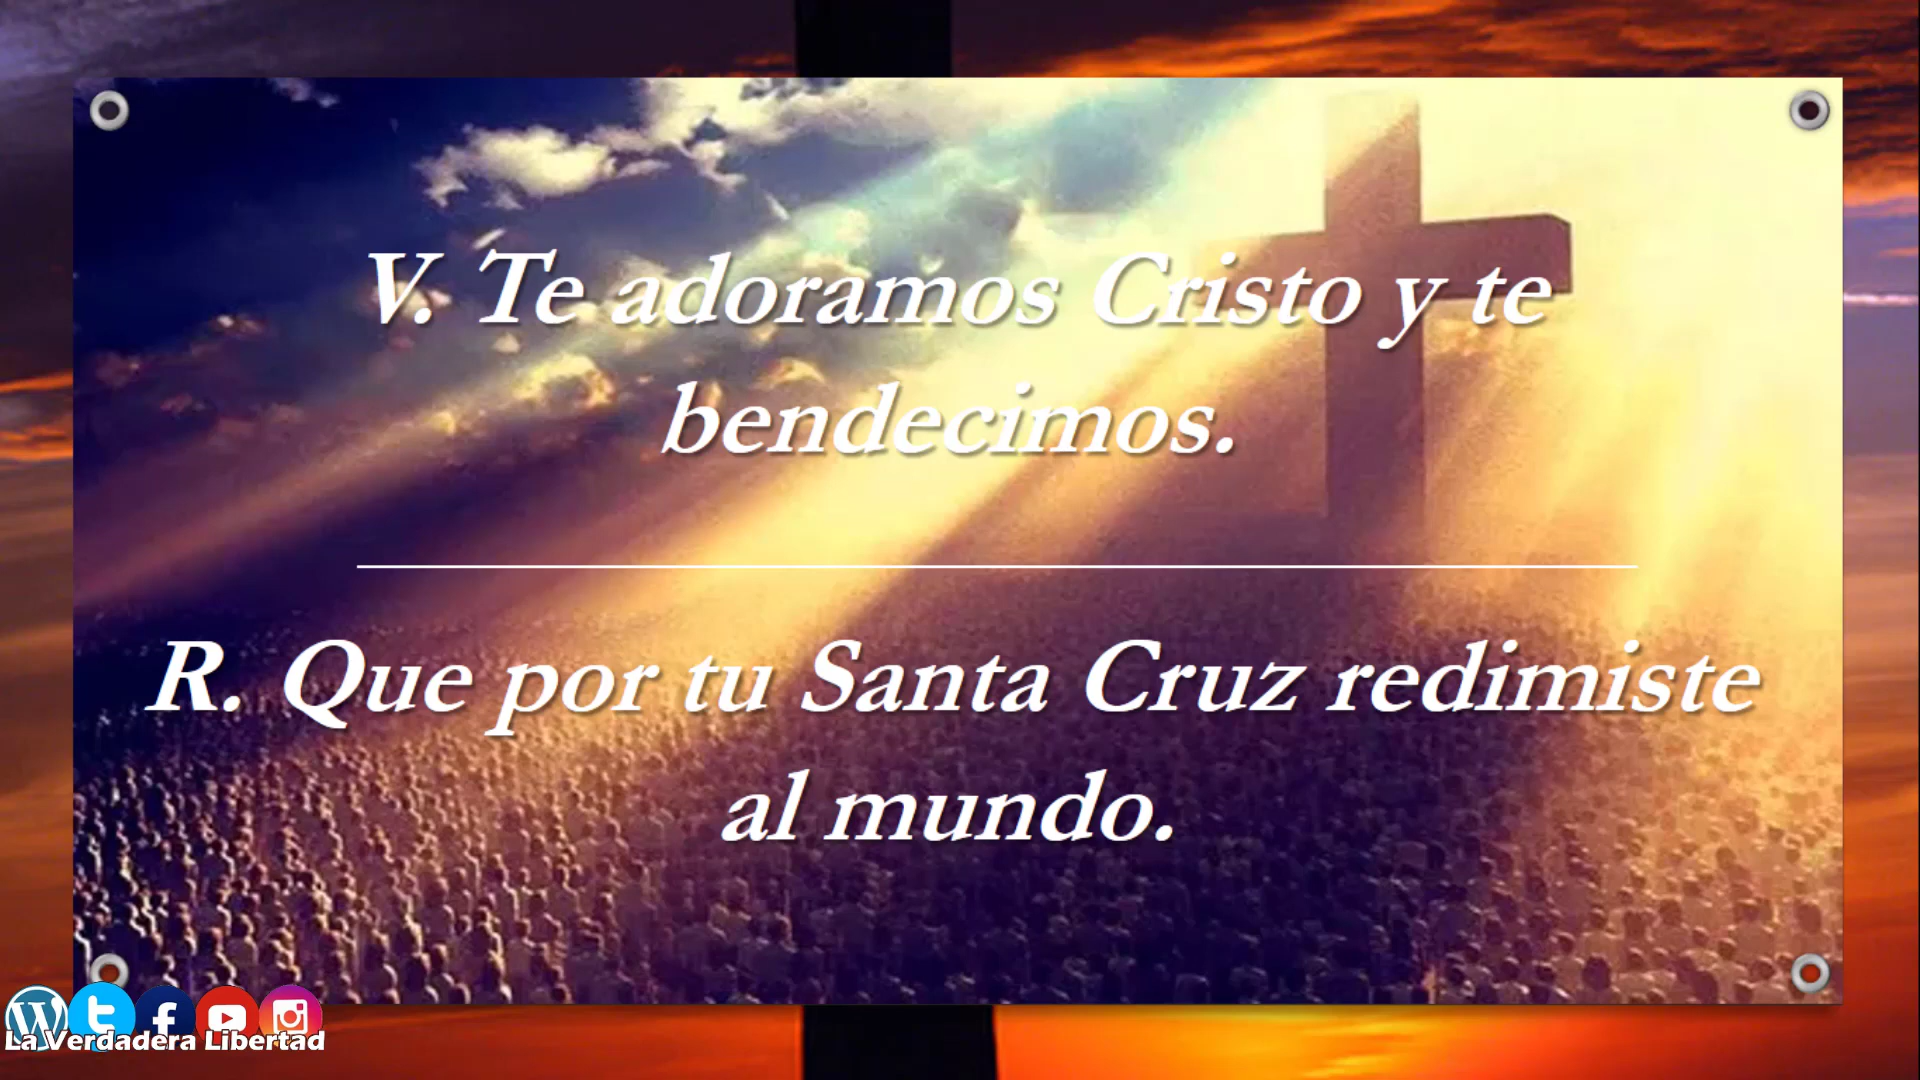 V. Te adoramos Cristo y te
bendecimos.
R. Que por tu Santa Cruz redimiste
al mundo.
La Verdadera Libertad